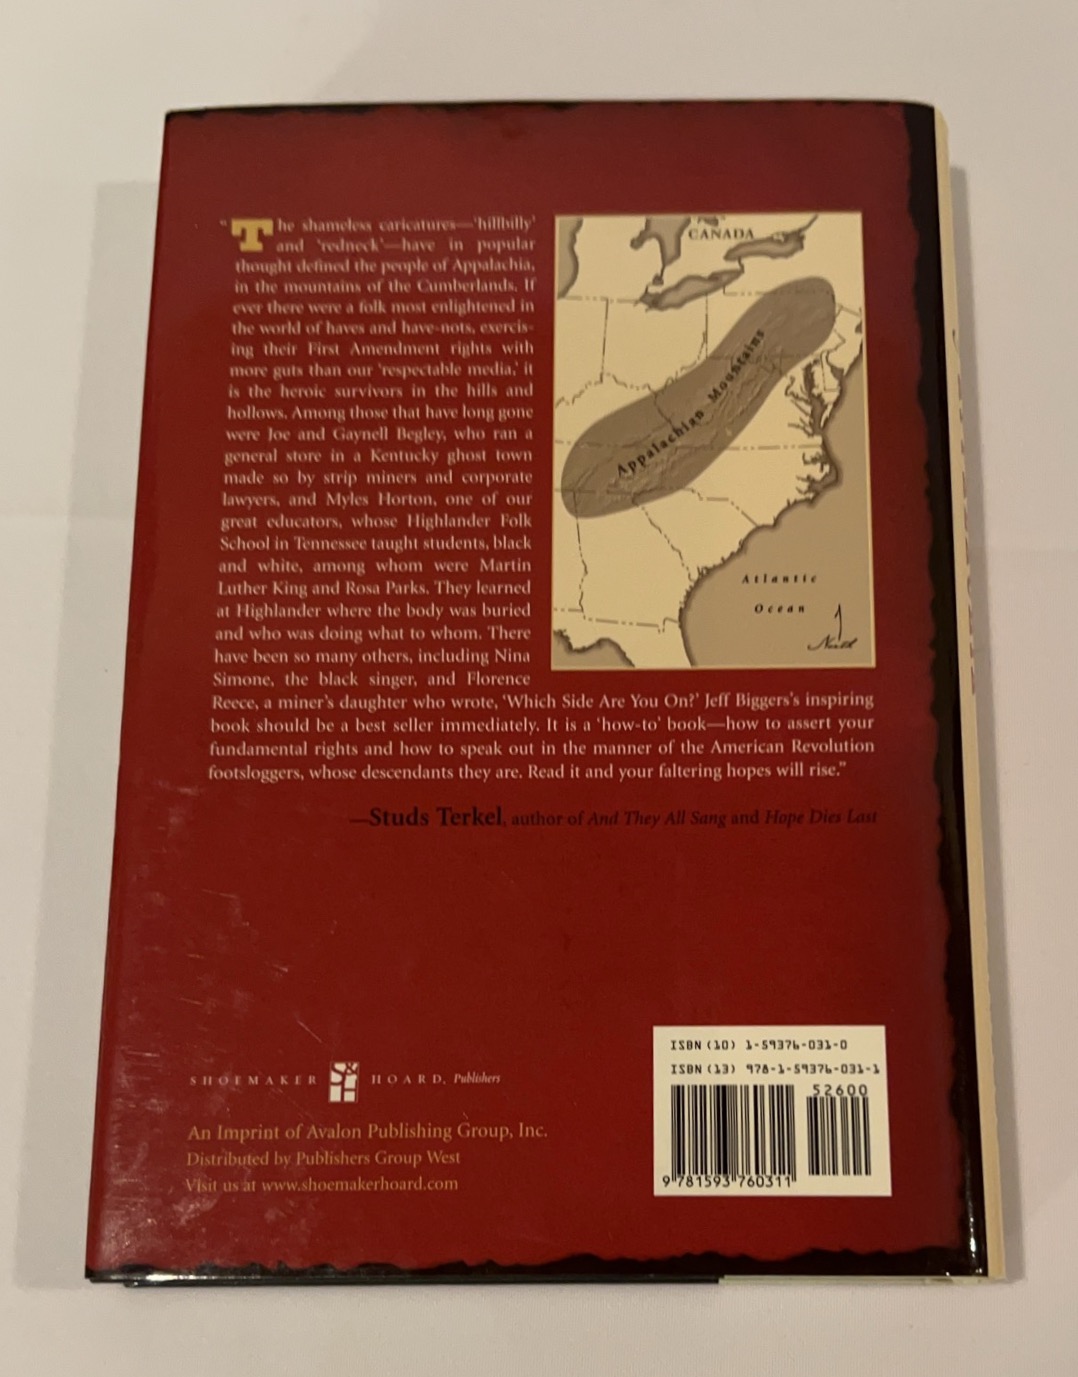 "The shameless caricatures—'hillbilly'
and 'redneck'—have in popular
thought defined the people of Appalachia,
in the mountains of the Cumberlands. If
ever there were a folk most enlightened in
the world of haves and have-nots, exercis-
ing their First Amendment rights with
more guts than our 'respectable media,' it
is the heroic survivors in the hills and
hollows. Among those that have long gone
were Joe and Gaynell Begley, who ran a
general store in a Kentucky ghost town
made so by strip miners and corporate
lawyers, and Myles Horton, one of our
great educators, whose Highlander Folk
School in Tennessee taught students, black
and white, among whom were Martin
Luther King and Rosa Parks. They learned
at Highlander where the body was buried
and who was doing what to whom. There
have been so many others, including Nina
Simone, the black singer, and Florence
Reece, a miner's daughter who wrote, 'Which Side Are You On?' Jeff Biggers's inspiring
book should be a best seller immediately. It is a 'how-to' book—how to assert your
fundamental rights and how to speak out in the manner of the American Revolution
footsloggers, whose descendants they are. Read it and your faltering hopes will rise."
—Studs Terkel, author of And They All Sang and Hope Dies Last
CANADA
Appalachian Mountains
Atlantic
Ocean
North
SHOEMAKER S&H HOARD, Publishers
An Imprint of Avalon Publishing Group, Inc.
Distributed by Publishers Group West
Visit us at www.shoemakerhoard.com
ISBN (10) 1-59376-031-0
ISBN (13) 978-1-59376-031-1
52600
9 781593 760311